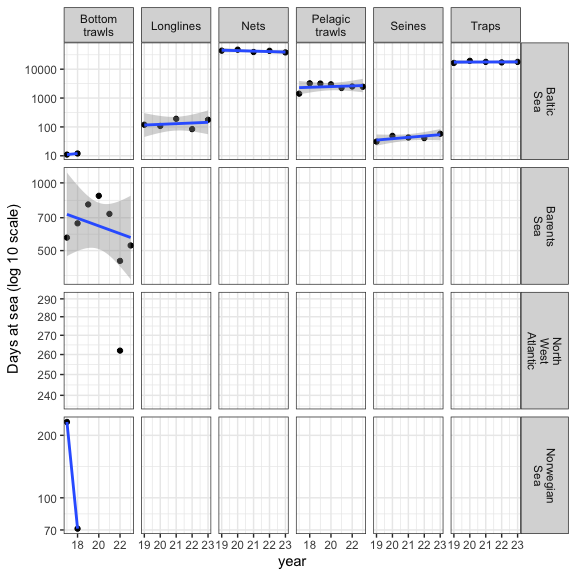 Bottom
trawls
Longlines
Nets
Pelagic
trawls
Seines
Traps
10000
1000
100
10
Baltic
Sea
1000
700
500
Barents
Sea
290
280
270
260
250
240
North
West
Atlantic
200
100
70
Norwegian
Sea
18 20 22
19 20 21 22 23
19 20 21 22 23
18 20 22
19 20 21 22 23
19 20 21 22 23
year
Days at sea (log 10 scale)